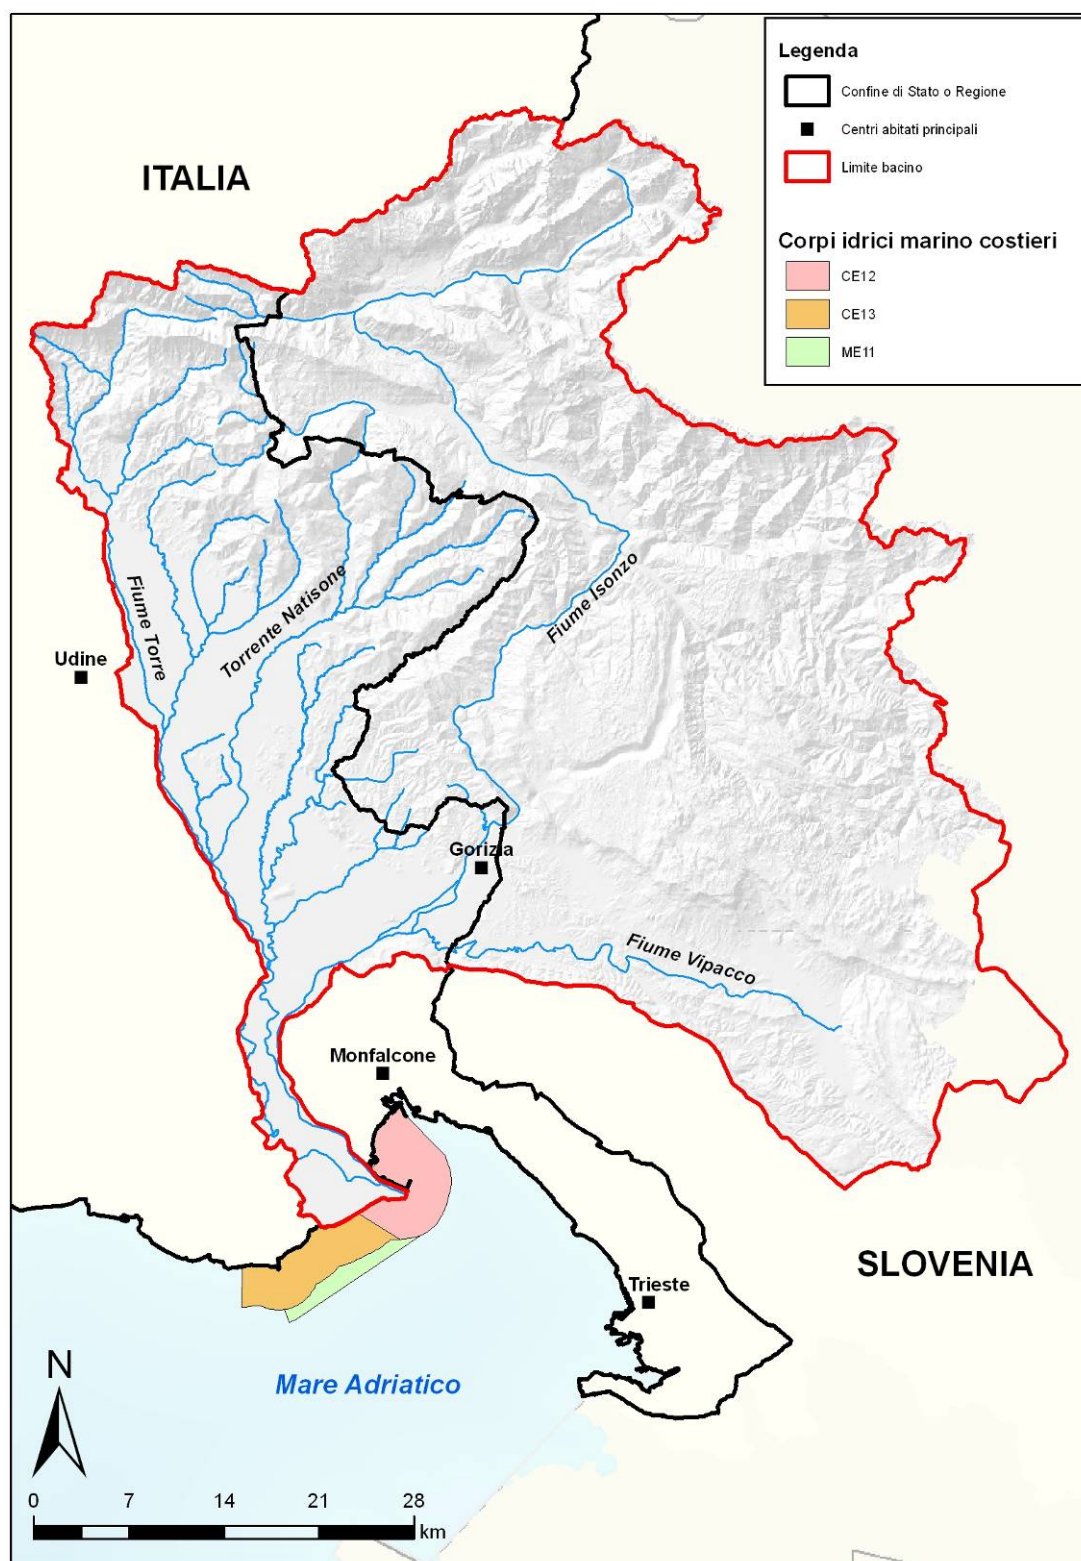 Legenda
Confine di Stato o Regione
Centri abitati principali
Limite bacino
Corpi idrici marino costieri
CE12
CE13
ME11
ITALIA
Fiume Isonzo
Fiume Torre
Torrente Natisone
Udine
Gorizia
Fiume Vipacco
Monfalcone
SLOVENIA
Trieste
Mare Adriatico
N
0 7 14 21 28
km